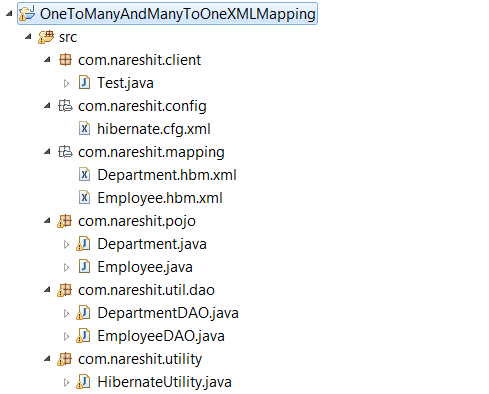 OneToManyAndManyToOneXMLMapping
src
com.nareshit.client
Test.java
com.nareshit.config
hibernate.cfg.xml
com.nareshit.mapping
Department.hbm.xml
Employee.hbm.xml
com.nareshit.pojo
Department.java
Employee.java
com.nareshit.util.dao
DepartmentDAO.java
EmployeeDAO.java
com.nareshit.utility
HibernateUtility.java